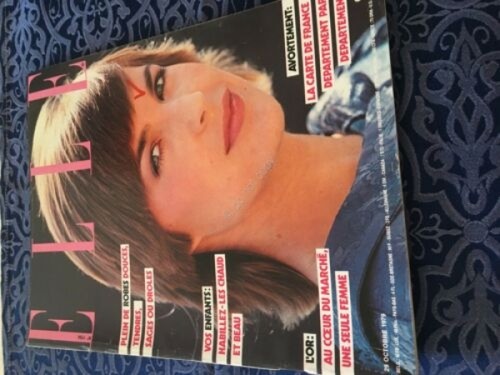 ELLE
PLEIN DE ROBES DOUCES,
TENDRES,
SAGES OU DRÔLES
VOS ENFANTS:
HABILLEZ-LES CHAUD
ET BEAU
L'OR:
AU CŒUR DU MARCHÉ,
UNE SEULE FEMME
AVORTEMENT:
LA CARTE DE FRANCE
DÉPARTEMENT PAR
DÉPARTEMENT
29 OCTOBRE 1979